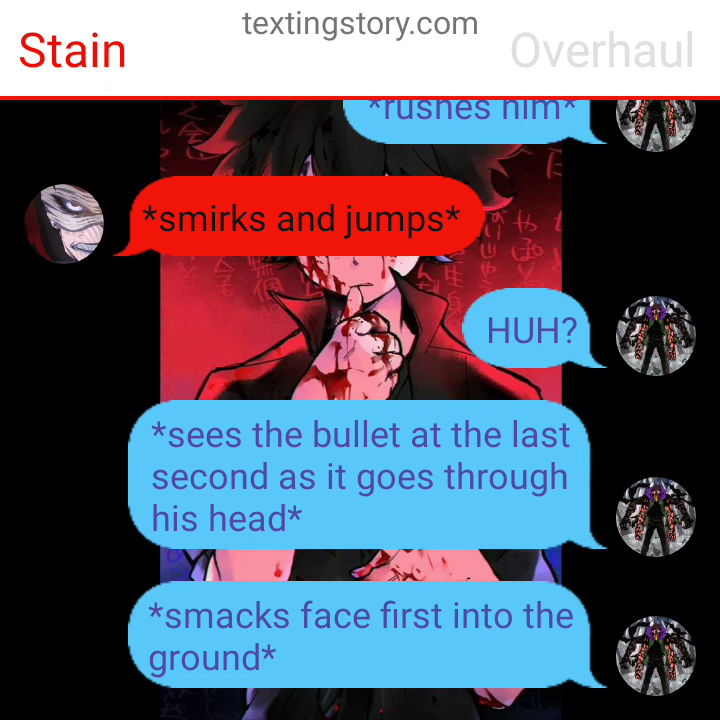 textingstory.com
Stain
Overhaul
*rushes him*
*smirks and jumps*
HUH?
*sees the bullet at the last
second as it goes through
his head*
*smacks face first into the
ground*